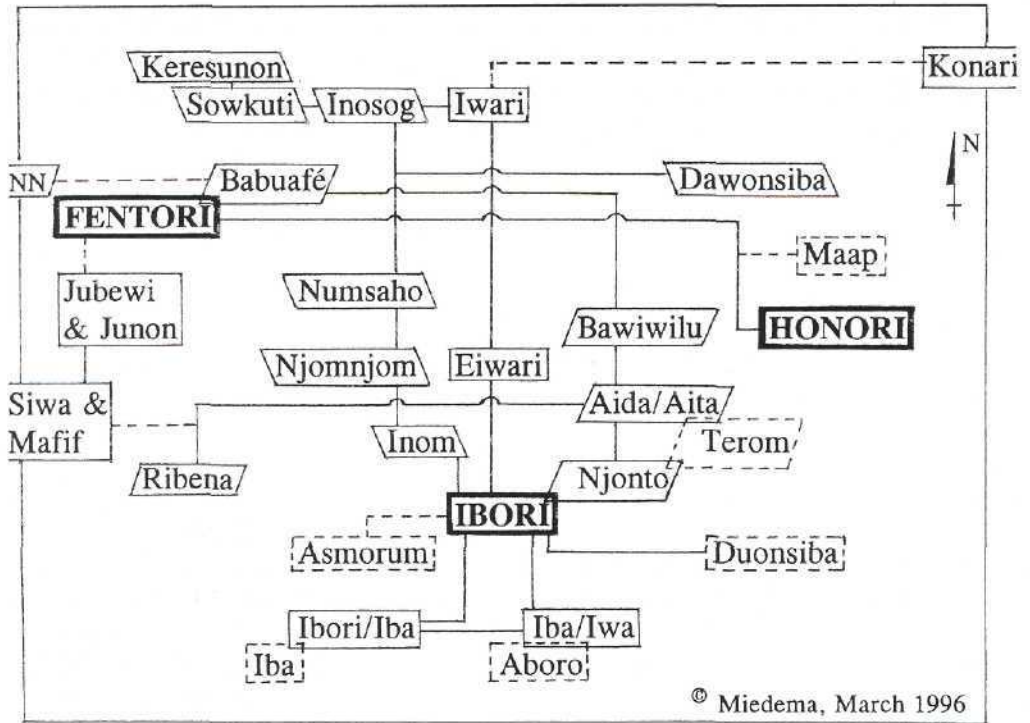 Keresunon
Konari
Sowkuti
Inosog
Iwari
N
NN
Babuafé
Dawonsiba
FENTORI
Maap
Jubewi
& Junon
Numsaho
Bawiwilu
HONORI
Njomnjom
Eiwari
Siwa &
Mafif
Aida/Aita
Inom
Terom
Ribena
Njonto
IBORI
Asmorum
Duonsiba
Ibori/Iba
Iba/Iwa
Iba
Aboro
© Miedema, March 1996